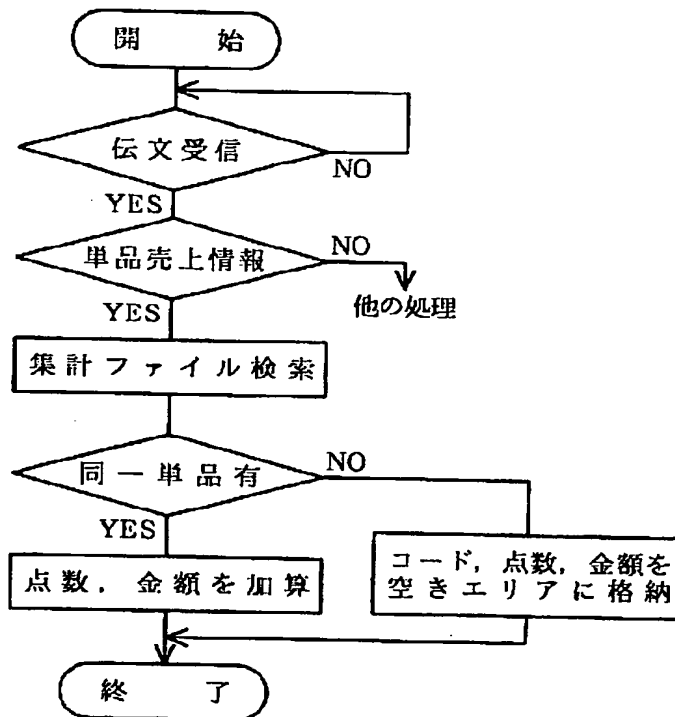 開 始
伝文受信
NO
YES
単品売上情報
NO
他の処理
YES
集計ファイル検索
同一単品有
NO
YES
点数，金額を加算
コード，点数，金額を
空きエリアに格納
終 了